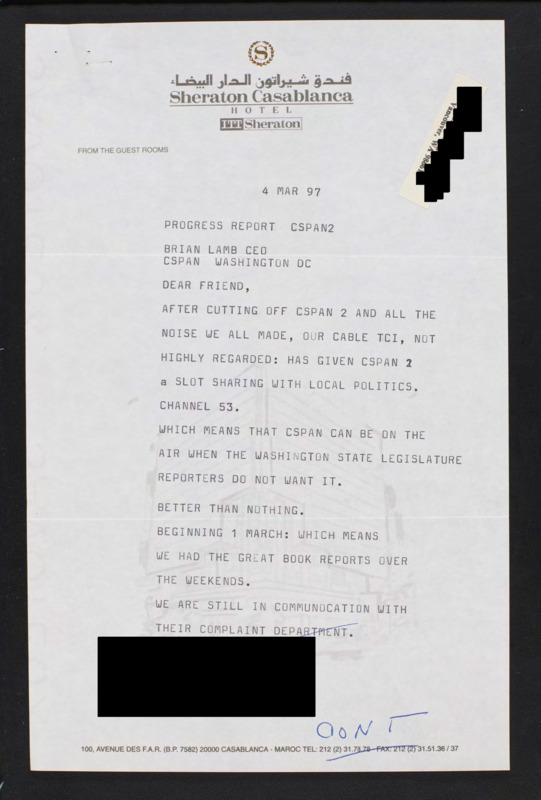 S
فندق شيراتون الدار البيضاء
Sheraton Casablanca
HOTEL
ITT Sheraton
FROM THE GUEST ROOMS
Vancouver, WA
4 MAR 97
PROGRESS REPORT CSPAN2
BRIAN LAMB CEO
CSPAN WASHINGTON DC
DEAR FRIEND,
AFTER CUTTING OFF CSPAN 2 AND ALL THE
NOISE WE ALL MADE, OUR CABLE TCI, NOT
HIGHLY REGARDED: HAS GIVEN CSPAN 2
a SLOT SHARING WITH LOCAL POLITICS.
CHANNEL 53.
WHICH MEANS THAT CSPAN CAN BE ON THE
AIR WHEN THE WASHINGTON STATE LEGISLATURE
REPORTERS DO NOT WANT IT.
BETTER THAN NOTHING.
BEGINNING 1 MARCH: WHICH MEANS
WE HAD THE GREAT BOOK REPORTS OVER
THE WEEKENDS.
WE ARE STILL IN COMMUNOCATION WITH
THEIR COMPLAINT DEPARTMENT.
CONT
100, AVENUE DES F.A.R. (B.P. 7582) 20000 CASABLANCA - MAROC TEL: 212 (2) 31.78.78 - FAX: 212 (2) 31.51.36 / 37